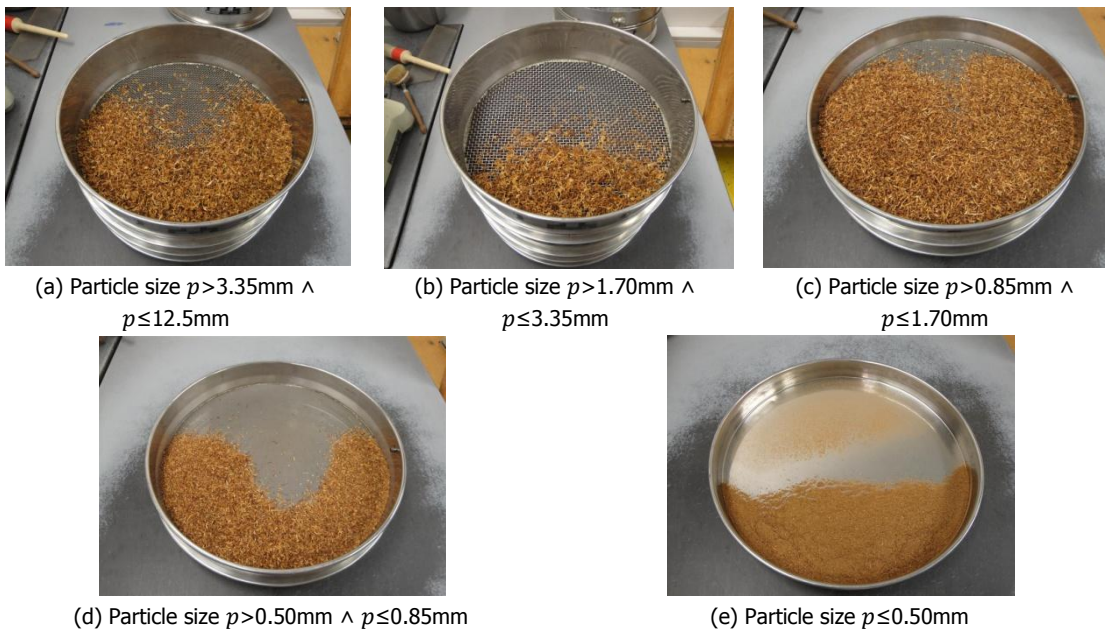 (a) Particle size 𝑝>3.35mm ∧
𝑝≤12.5mm
(b) Particle size 𝑝>1.70mm ∧
𝑝≤3.35mm
(c) Particle size 𝑝>0.85mm ∧
𝑝≤1.70mm
(d) Particle size 𝑝>0.50mm ∧ 𝑝≤0.85mm
(e) Particle size 𝑝≤0.50mm